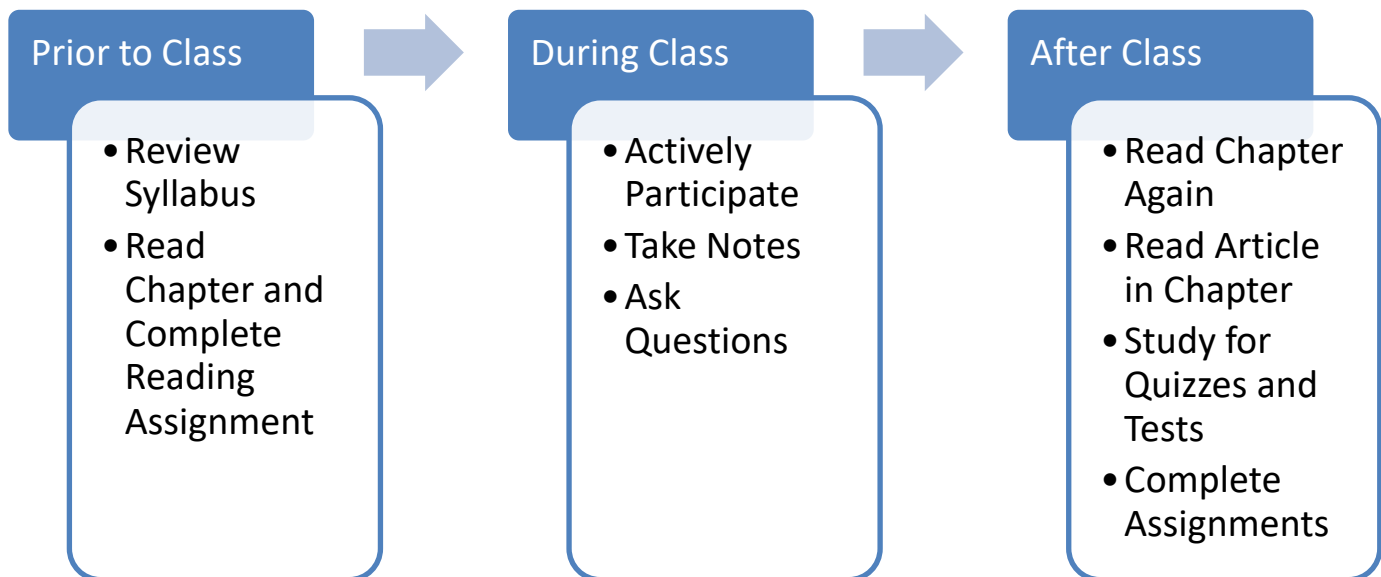 Prior to Class
• Review
Syllabus
• Read
Chapter and
Complete
Reading
Assignment
During Class
• Actively
Participate
• Take Notes
• Ask
Questions
After Class
• Read Chapter
Again
• Read Article
in Chapter
• Study for
Quizzes and
Tests
• Complete
Assignments